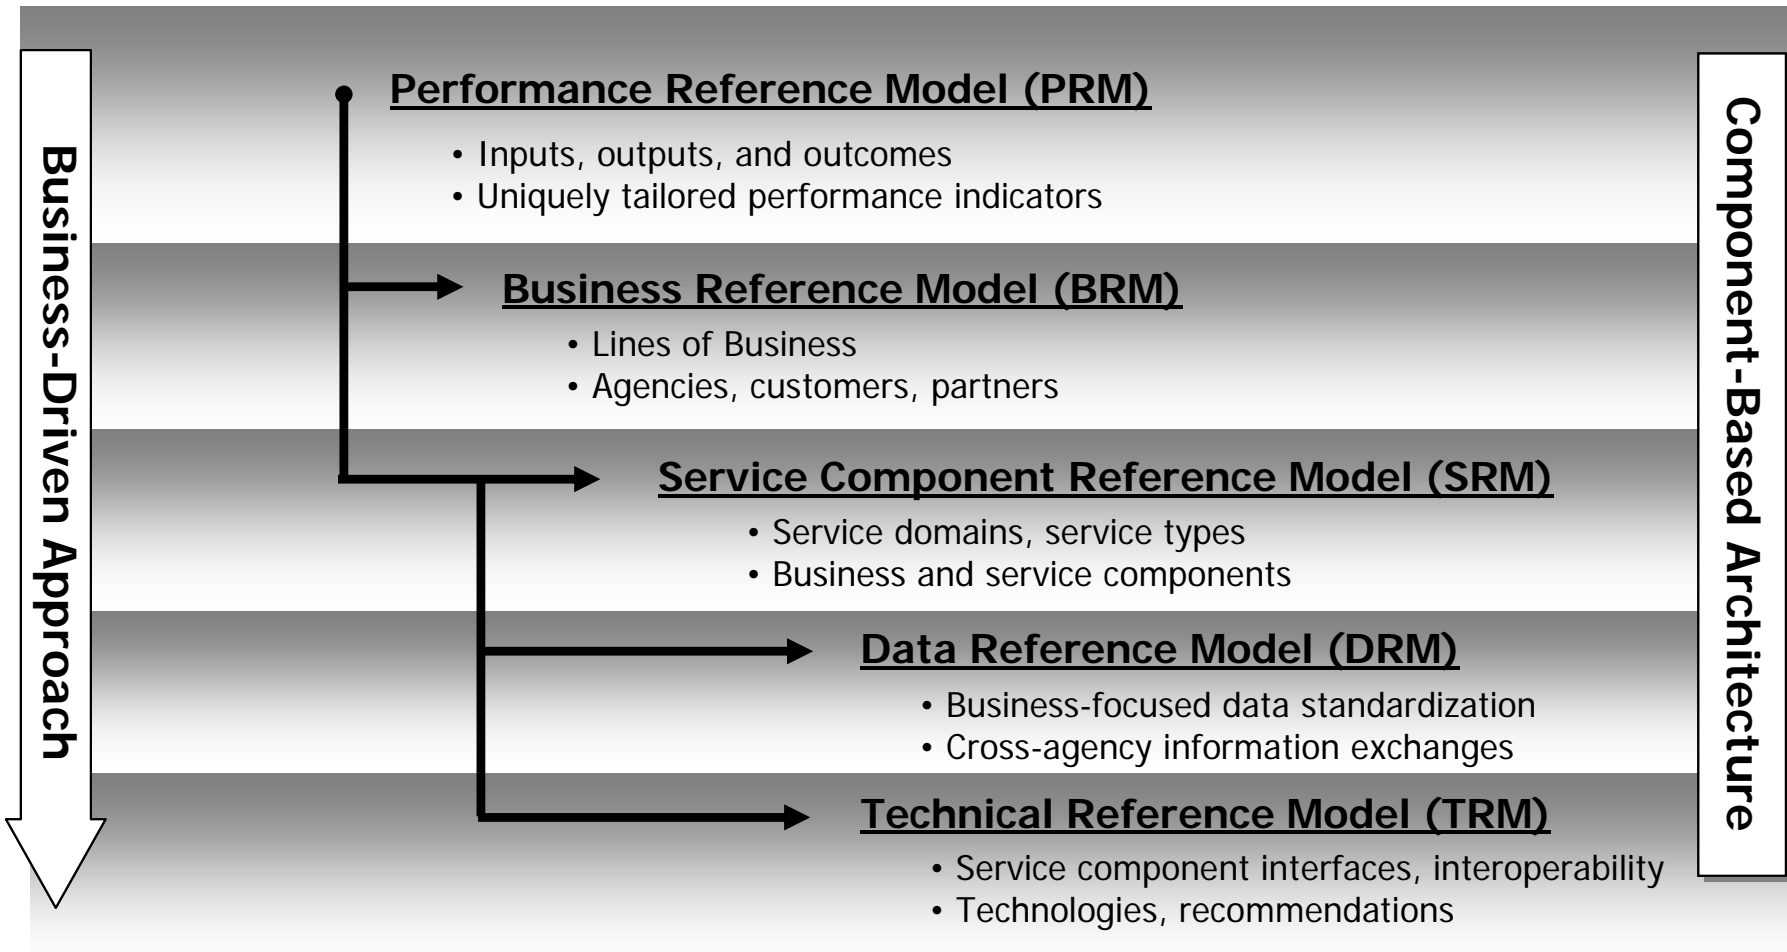 Business-Driven Approach
Performance Reference Model (PRM)
• Inputs, outputs, and outcomes
• Uniquely tailored performance indicators
Business Reference Model (BRM)
• Lines of Business
• Agencies, customers, partners
Service Component Reference Model (SRM)
• Service domains, service types
• Business and service components
Data Reference Model (DRM)
• Business-focused data standardization
• Cross-agency information exchanges
Technical Reference Model (TRM)
• Service component interfaces, interoperability
• Technologies, recommendations
Component-Based Architecture